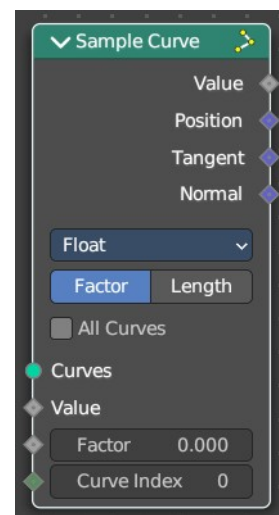 Sample Curve
Value
Position
Tangent
Normal
Float
Factor Length
All Curves
Curves
Value
Factor 0.000
Curve Index 0